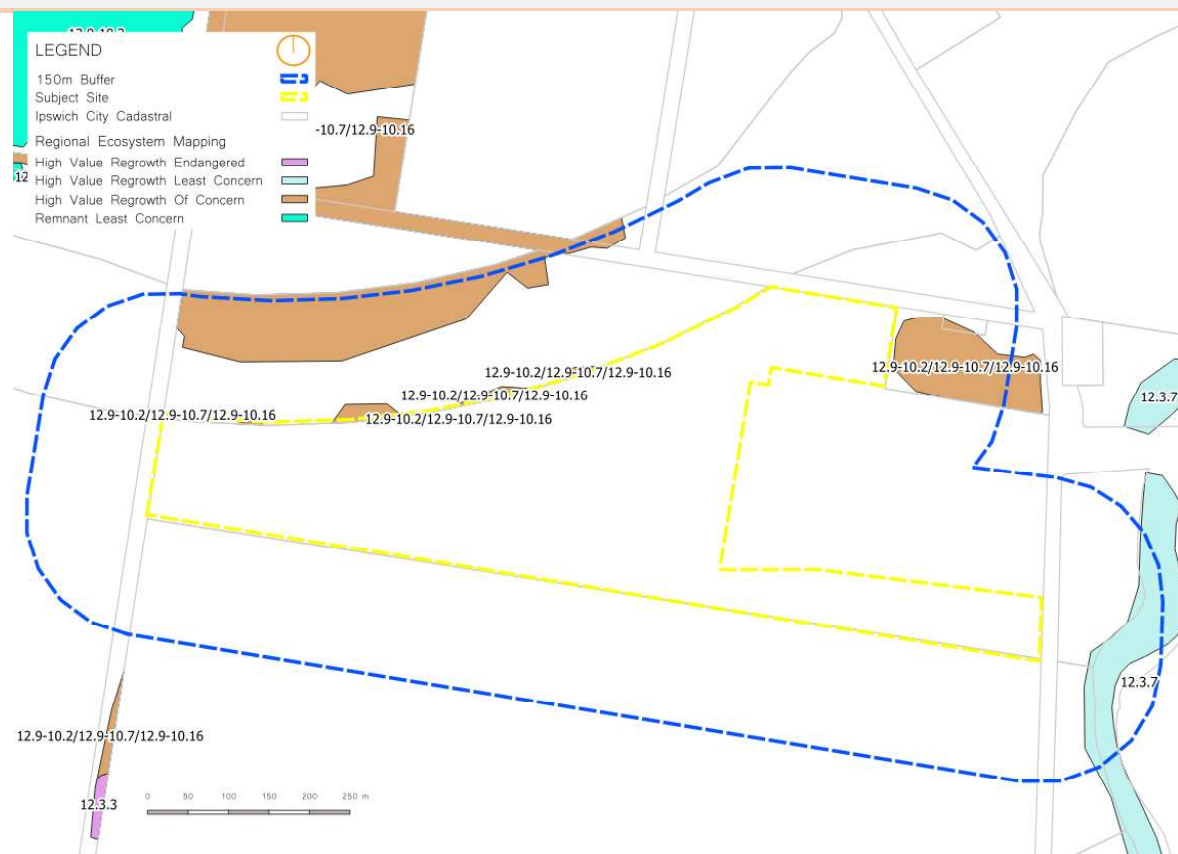 12.9-10.2
LEGEND
150m Buffer
Subject Site
Ipswich City Cadastral
Regional Ecosystem Mapping
High Value Regrowth Endangered
High Value Regrowth Least Concern
High Value Regrowth Of Concern
Remnant Least Concern
-10.7/12.9-10.16
12
12.9-10.2/12.9-10.7/12.9-10.16
12.9-10.2/12.9-10.7/12.9-10.16
12.9-10.2/12.9-10.7/12.9-10.16
12.9-10.2/12.9-10.7/12.9-10.16
12.9-10.2/12.9-10.7/12.9-10.16
12.3.7
12.3.7
12.9-10.2/12.9-10.7/12.9-10.16
12.3.3
0 50 100 150 200 250 m